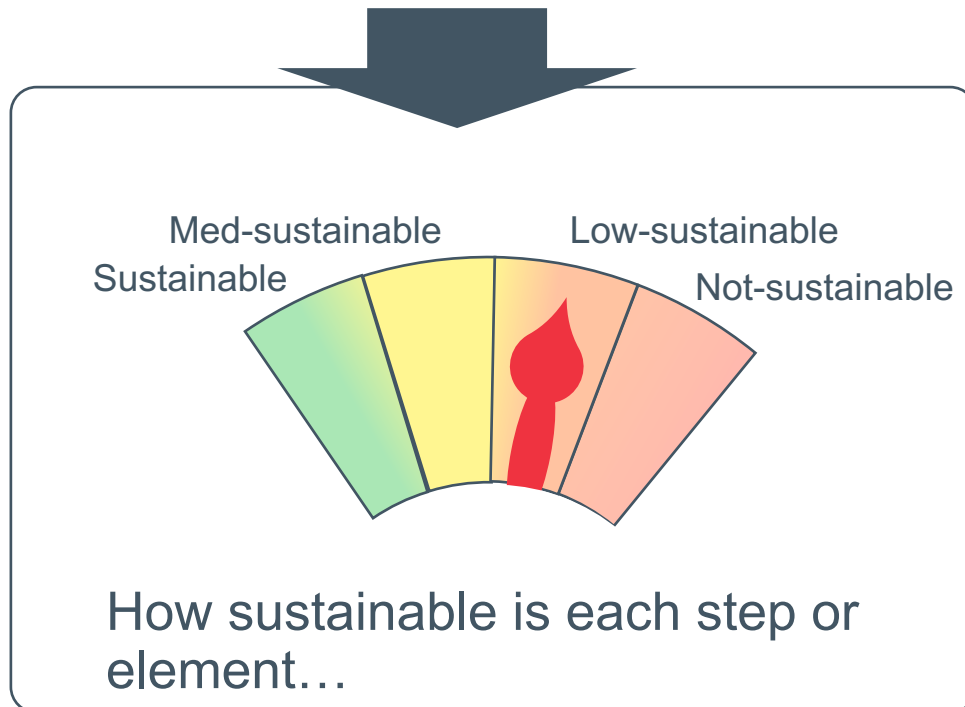 Med-sustainable
Low-sustainable
Sustainable
Not-sustainable
How sustainable is each step or
element…